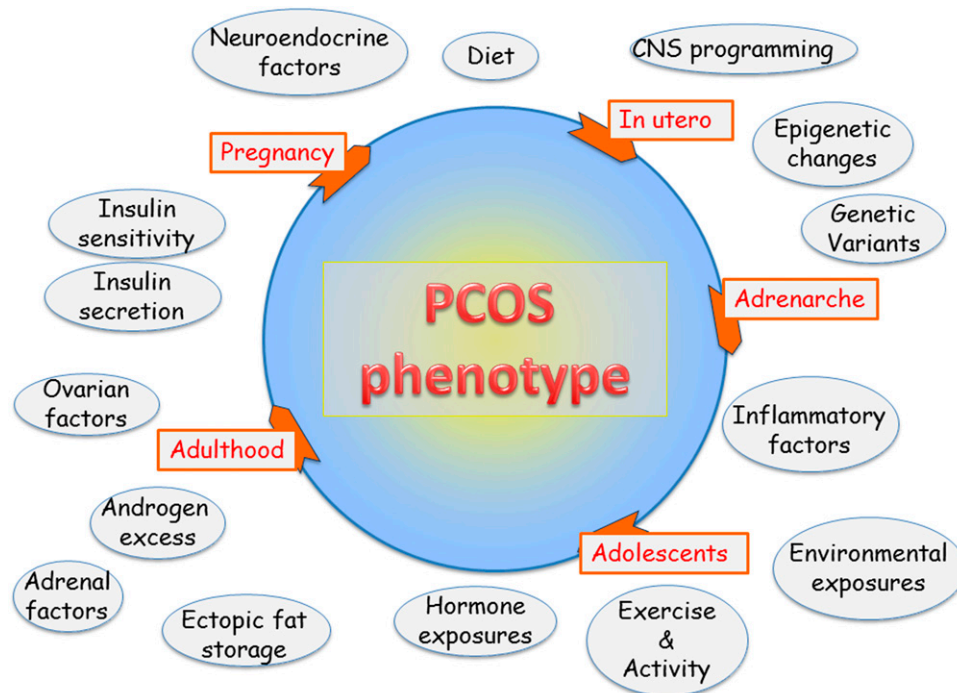 Neuroendocrine
factors
Diet
CNS programming
In utero
Pregnancy
Epigenetic
changes
Insulin
sensitivity
Genetic
Variants
Insulin
secretion
PCOS
phenotype
Adrenarche
Ovarian
factors
Inflammatory
factors
Adulthood
Androgen
excess
Adolescents
Environmental
exposures
Adrenal
factors
Ectopic fat
storage
Hormone
exposures
Exercise
&
Activity